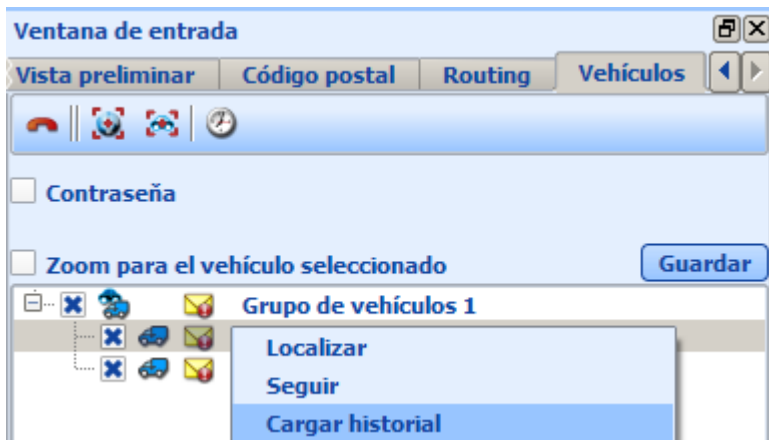 Ventana de entrada
Vista preliminar Código postal Routing Vehículos
Contraseña
Zoom para el vehículo seleccionado Guardar
Grupo de vehículos 1
Localizar
Seguir
Cargar historial